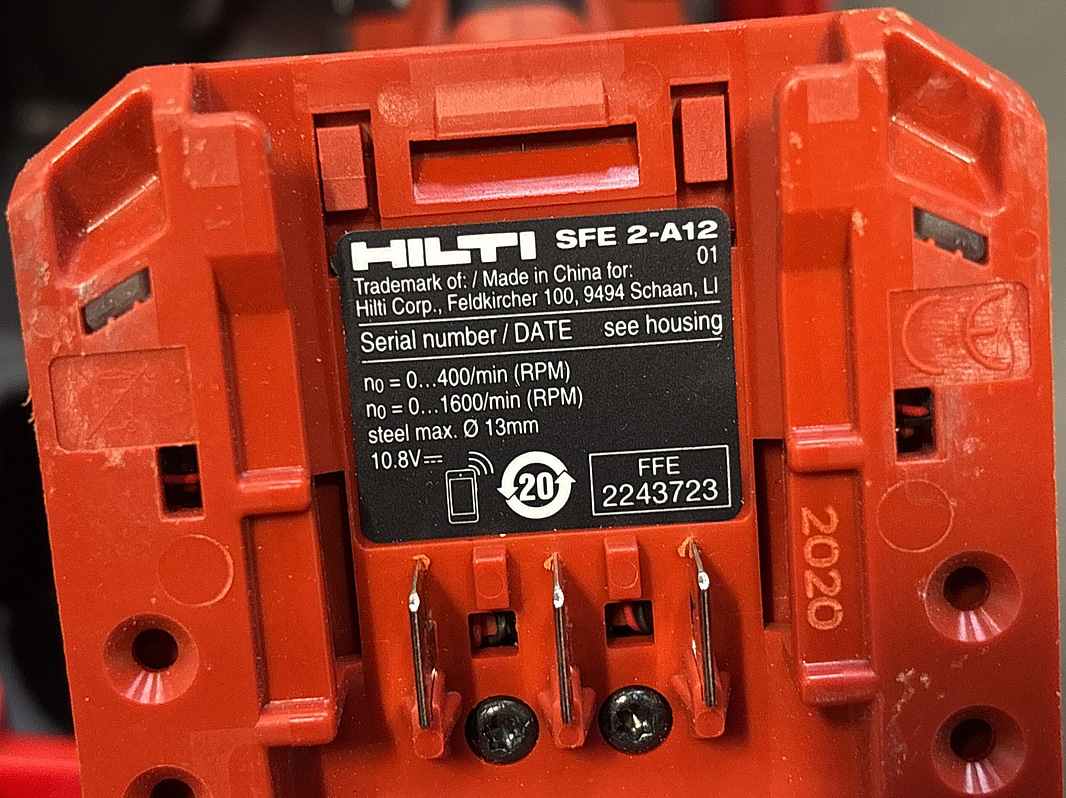 HILTI SFE 2-A12
01
Trademark of: / Made in China for:
Hilti Corp., Feldkircher 100, 9494 Schaan, LI
Serial number / DATE see housing
n0 = 0...400/min (RPM)
n0 = 0...1600/min (RPM)
steel max. Ø 13mm
10.8V⎓
20
FFE
2243723
CE
2020